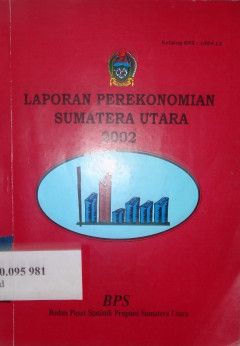 LAPORAN PEREKONOMIAN
SUMATERA UTARA
2002
0.095 981
d
BPS
Badan Pusat Statistik Propinsi Sumatera Utara